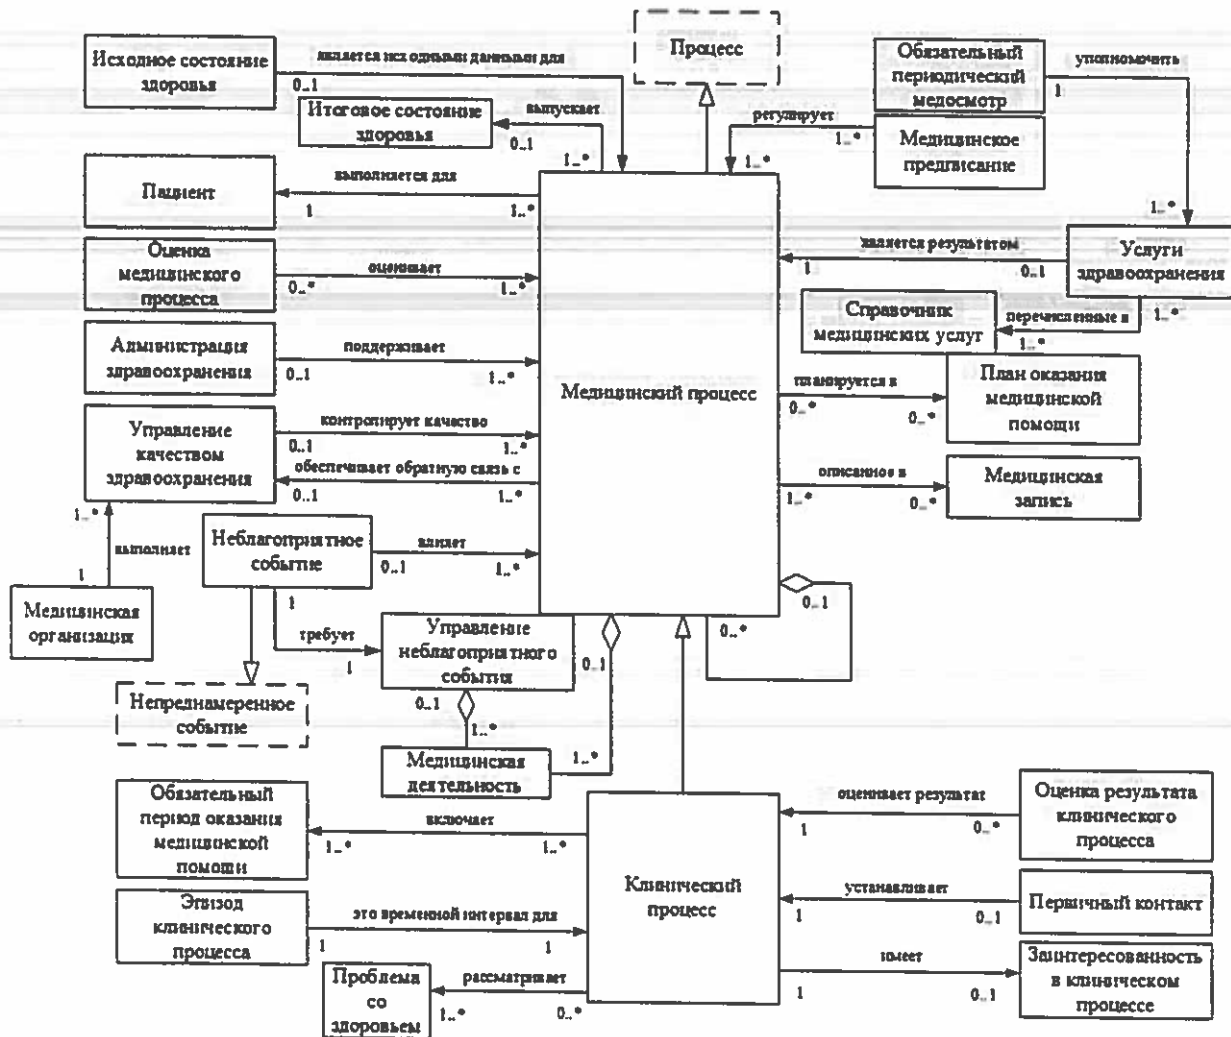 Процесс
Исходное состояние
здоровья
является исходными данными для
0..1
Итоговое состояние
здоровья
выпускает
0..1
1..*
Обязательный
периодический
медосмотр
уполномочить
1
регулирует
1..*
1..*
Медицинское
предписание
Пациент
выполняется для
1
1..*
1..*
Оценка
медицинского
процесса
оценивает
0..*
1..*
является результатом
1
0..1
Услуги
здравоохранения
Справочник
медицинских услуг
перечисленные в
1..*
1..*
Администрация
здравоохранения
поддерживает
0..1
1..*
Медицинский процесс
планируется в
0..*
0..*
План оказания
медицинской
помощи
Управление
качеством
здравоохранения
контролирует качество
0..1
1..*
обеспечивает обратную связь с
0..1
1..*
описанное в
1..*
0..*
Медицинская
запись
1..*
выполняет
1
Медицинская
организация
Неблагоприятное
событие
влияет
0..1
1..*
1
требует
1
Управление
неблагоприятного
события
0..1
0..1
0..*
0..1
1..*
Непреднамеренное
событие
Медицинская
деятельность
1..*
Обязательный
период оказания
медицинской
помощи
включает
1..*
1..*
Клинический
процесс
оценивает результат
1
0..*
Оценка результата
клинического
процесса
Эпизод
клинического
процесса
это временной интервал для
1
1
устанавливает
1
0..1
Первичный контакт
Проблема
со
здоровьем
рассматривает
1..*
0..*
имеет
1
0..1
Заинтересованность
в клиническом
процессе